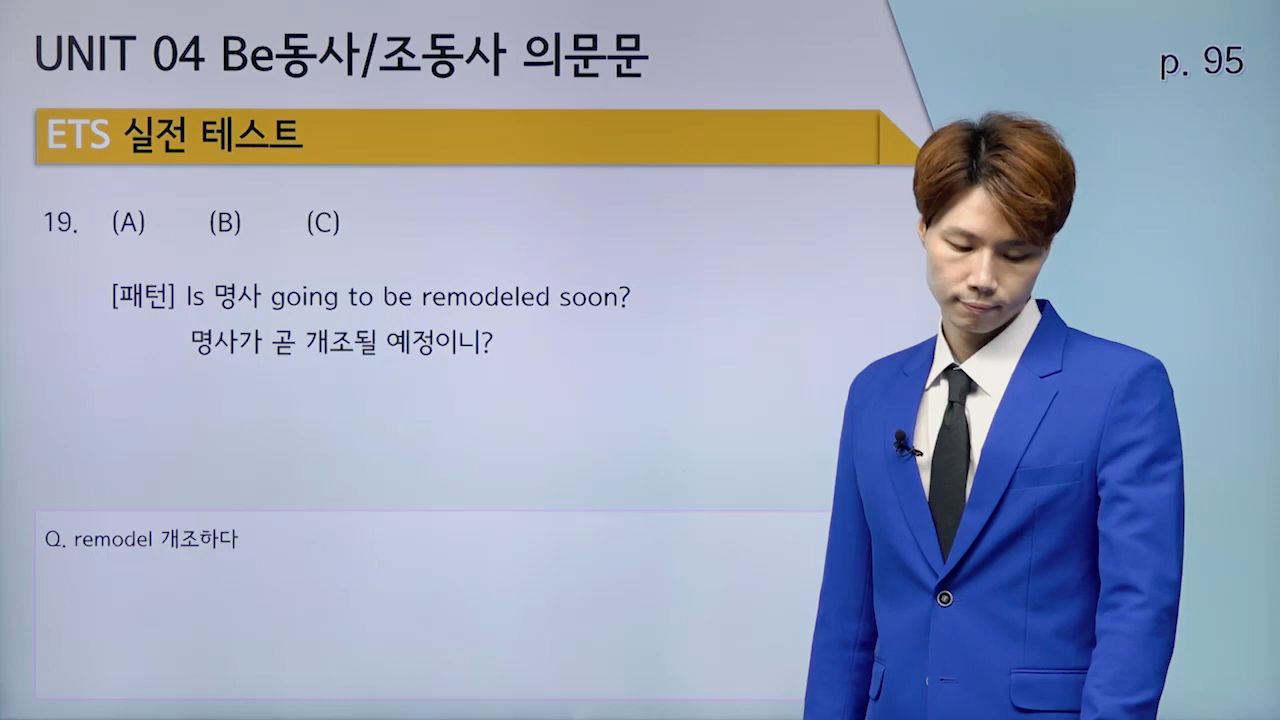 UNIT 04 Be동사/조동사 의문문
p. 95
ETS 실전 테스트
19. (A) (B) (C)
[패턴] Is 명사 going to be remodeled soon?
명사가 곧 개조될 예정이니?
Q. remodel 개조하다